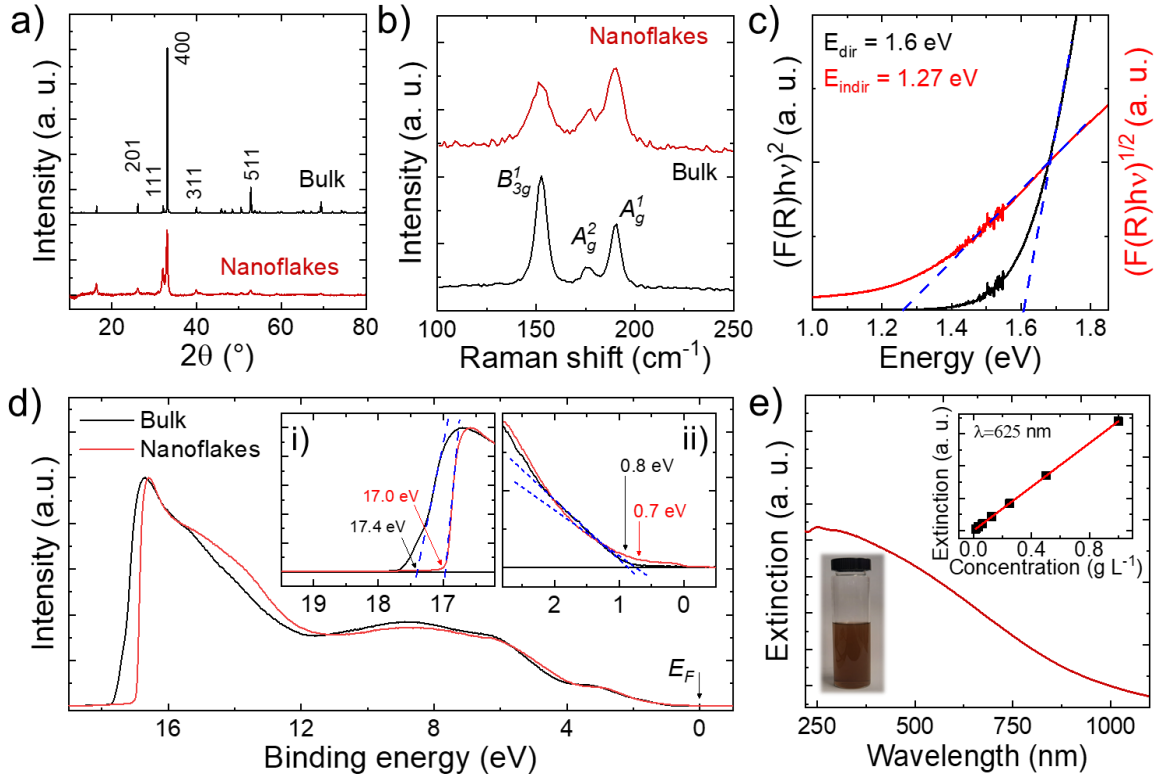 a)
Intensity (a. u.)
201
111
400
311
511
Bulk
Nanoflakes
20 40 60 80
2θ (°)
b)
Intensity (a. u.)
Nanoflakes
Bulk
B¹3g
A²g
A¹g
100 150 200 250
Raman shift (cm⁻¹)
c)
(F(R)hν)² (a. u.)
E_dir = 1.6 eV
E_indir = 1.27 eV
(F(R)hν)^1/2 (a. u.)
1.0 1.2 1.4 1.6 1.8
Energy (eV)
d)
Intensity (a.u.)
Bulk
Nanoflakes
i)
17.0 eV
17.4 eV
19 18 17
ii)
0.8 eV
0.7 eV
2 1 0
E_F
16 12 8 4 0
Binding energy (eV)
e)
Extinction (a. u.)
Extinction (a. u.)
λ=625 nm
0.0 0.4 0.8
Concentration (g L⁻¹)
250 500 750 1000
Wavelength (nm)